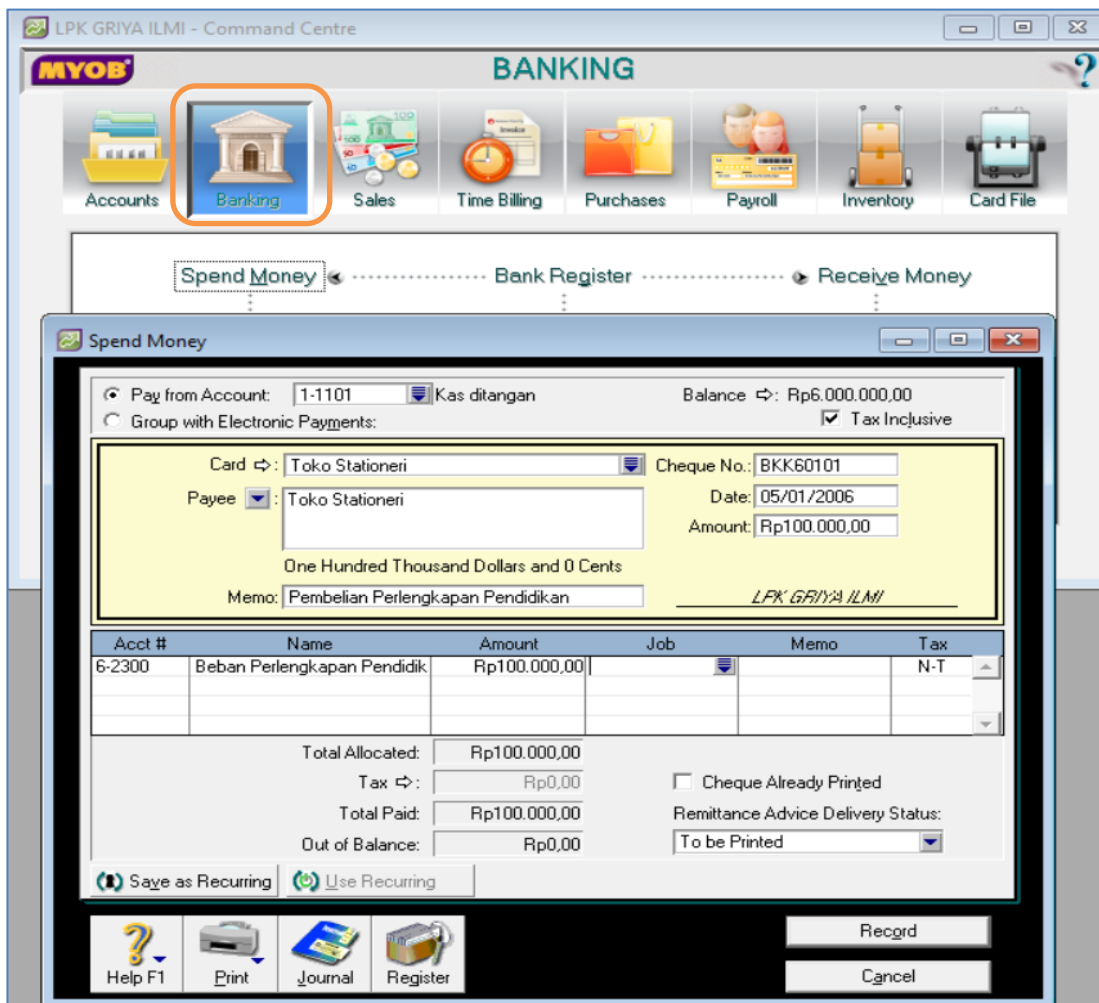 LPK GRIYA ILMI - Command Centre
MYOB BANKING
Accounts Banking Sales Time Billing Purchases Payroll Inventory Card File
Spend Money Bank Register Receive Money
Spend Money
Pay from Account: 1-1101 Kas ditangan Balance : Rp6.000.000,00
Group with Electronic Payments: Tax Inclusive
Card : Toko Stationeri Cheque No.: BKK60101
Payee : Toko Stationeri Date: 05/01/2006
Amount: Rp100.000,00
One Hundred Thousand Dollars and 0 Cents
Memo: Pembelian Perlengkapan Pendidikan LPK GRIYA ILMI
Acct # Name Amount Job Memo Tax
6-2300 Beban Perlengkapan Pendidik Rp100.000,00 N-T
Total Allocated: Rp100.000,00
Tax : Rp0,00 Cheque Already Printed
Total Paid: Rp100.000,00 Remittance Advice Delivery Status:
Out of Balance: Rp0,00 To be Printed
Save as Recurring Use Recurring
Record
Help F1 Print Journal Register
Cancel